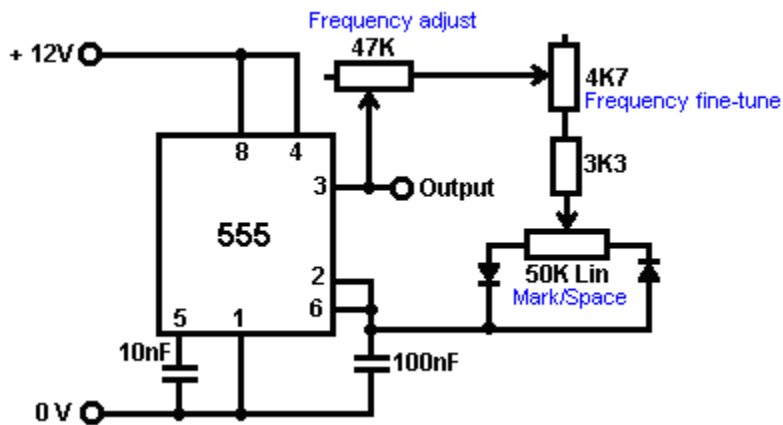 Frequency adjust
47K
+ 12V
4K7
Frequency fine-tune
8
4
3K3
3
Output
555
50K Lin
Mark/Space
2
6
5
1
10nF
100nF
0 V